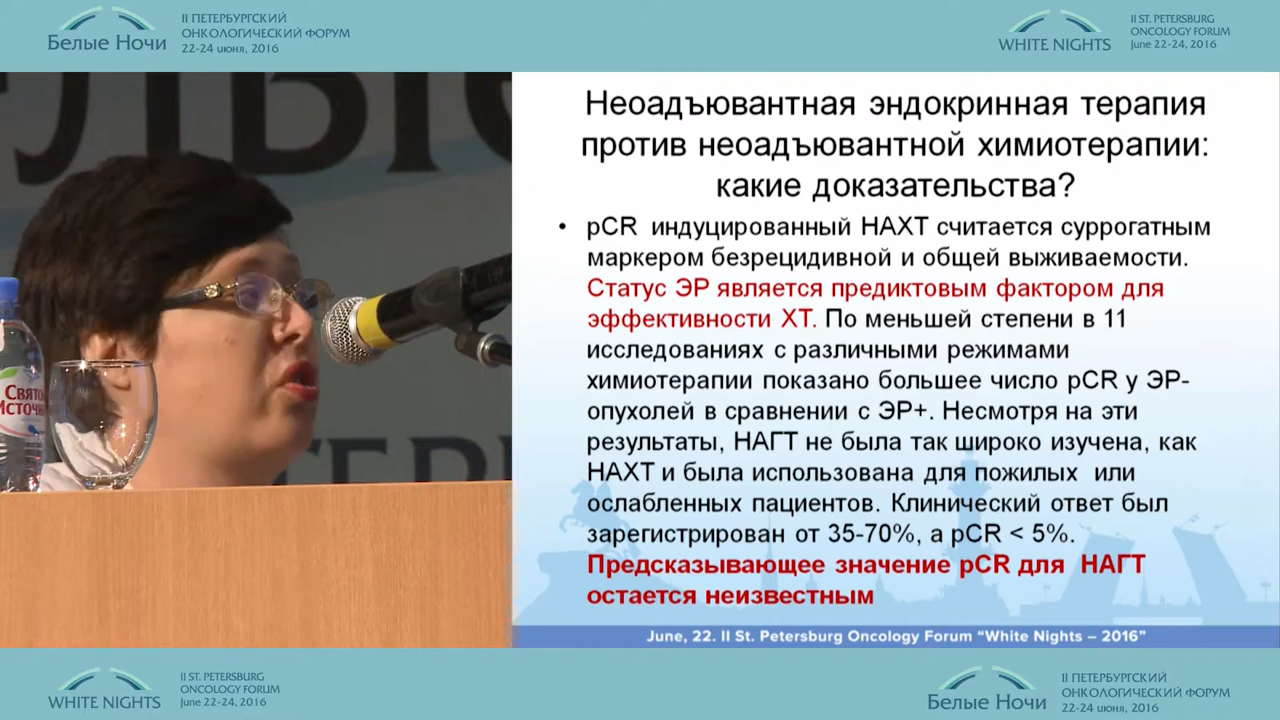 Белые Ночи
II ПЕТЕРБУРГСКИЙ
ОНКОЛОГИЧЕСКИЙ ФОРУМ
22-24 июня, 2016
WHITE NIGHTS
II ST. PETERSBURG
ONCOLOGY FORUM
June 22-24, 2016
Неоадъювантная эндокринная терапия
против неоадъювантной химиотерапии:
какие доказательства?
• pCR индуцированный НАХТ считается суррогатным
маркером безрецидивной и общей выживаемости.
Статус ЭР является предиктовым фактором для
эффективности ХТ. По меньшей степени в 11
исследованиях с различными режимами
химиотерапии показано большее число pCR у ЭР-
опухолей в сравнении с ЭР+. Несмотря на эти
результаты, НАГТ не была так широко изучена, как
НАХТ и была использована для пожилых или
ослабленных пациентов. Клинический ответ был
зарегистрирован от 35-70%, а pCR < 5%.
Предсказывающее значение pCR для НАГТ
остается неизвестным
June, 22. II St. Petersburg Oncology Forum “White Nights – 2016”
WHITE NIGHTS
II ST. PETERSBURG
ONCOLOGY FORUM
June 22-24, 2016
Белые Ночи
II ПЕТЕРБУРГСКИЙ
ОНКОЛОГИЧЕСКИЙ ФОРУМ
22-24 июня, 2016